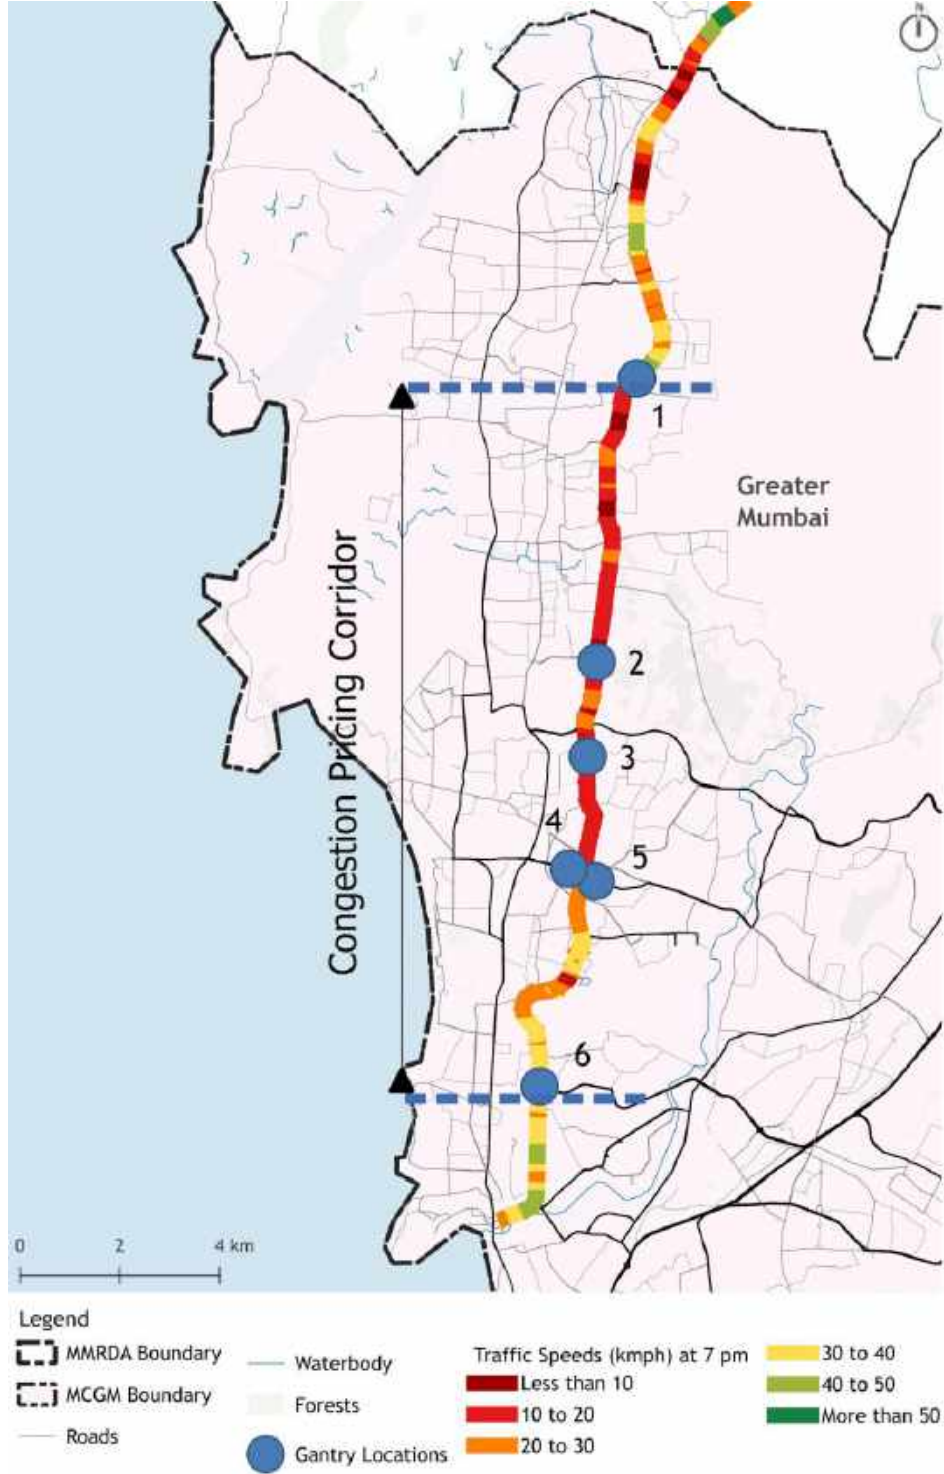 N
1
Greater
Mumbai
Congestion Pricing Corridor
2
3
4
5
6
0 2 4 km
Legend
MMRDA Boundary
MCGM Boundary
Roads
Waterbody
Forests
Gantry Locations
Traffic Speeds (kmph) at 7 pm
Less than 10
10 to 20
20 to 30
30 to 40
40 to 50
More than 50